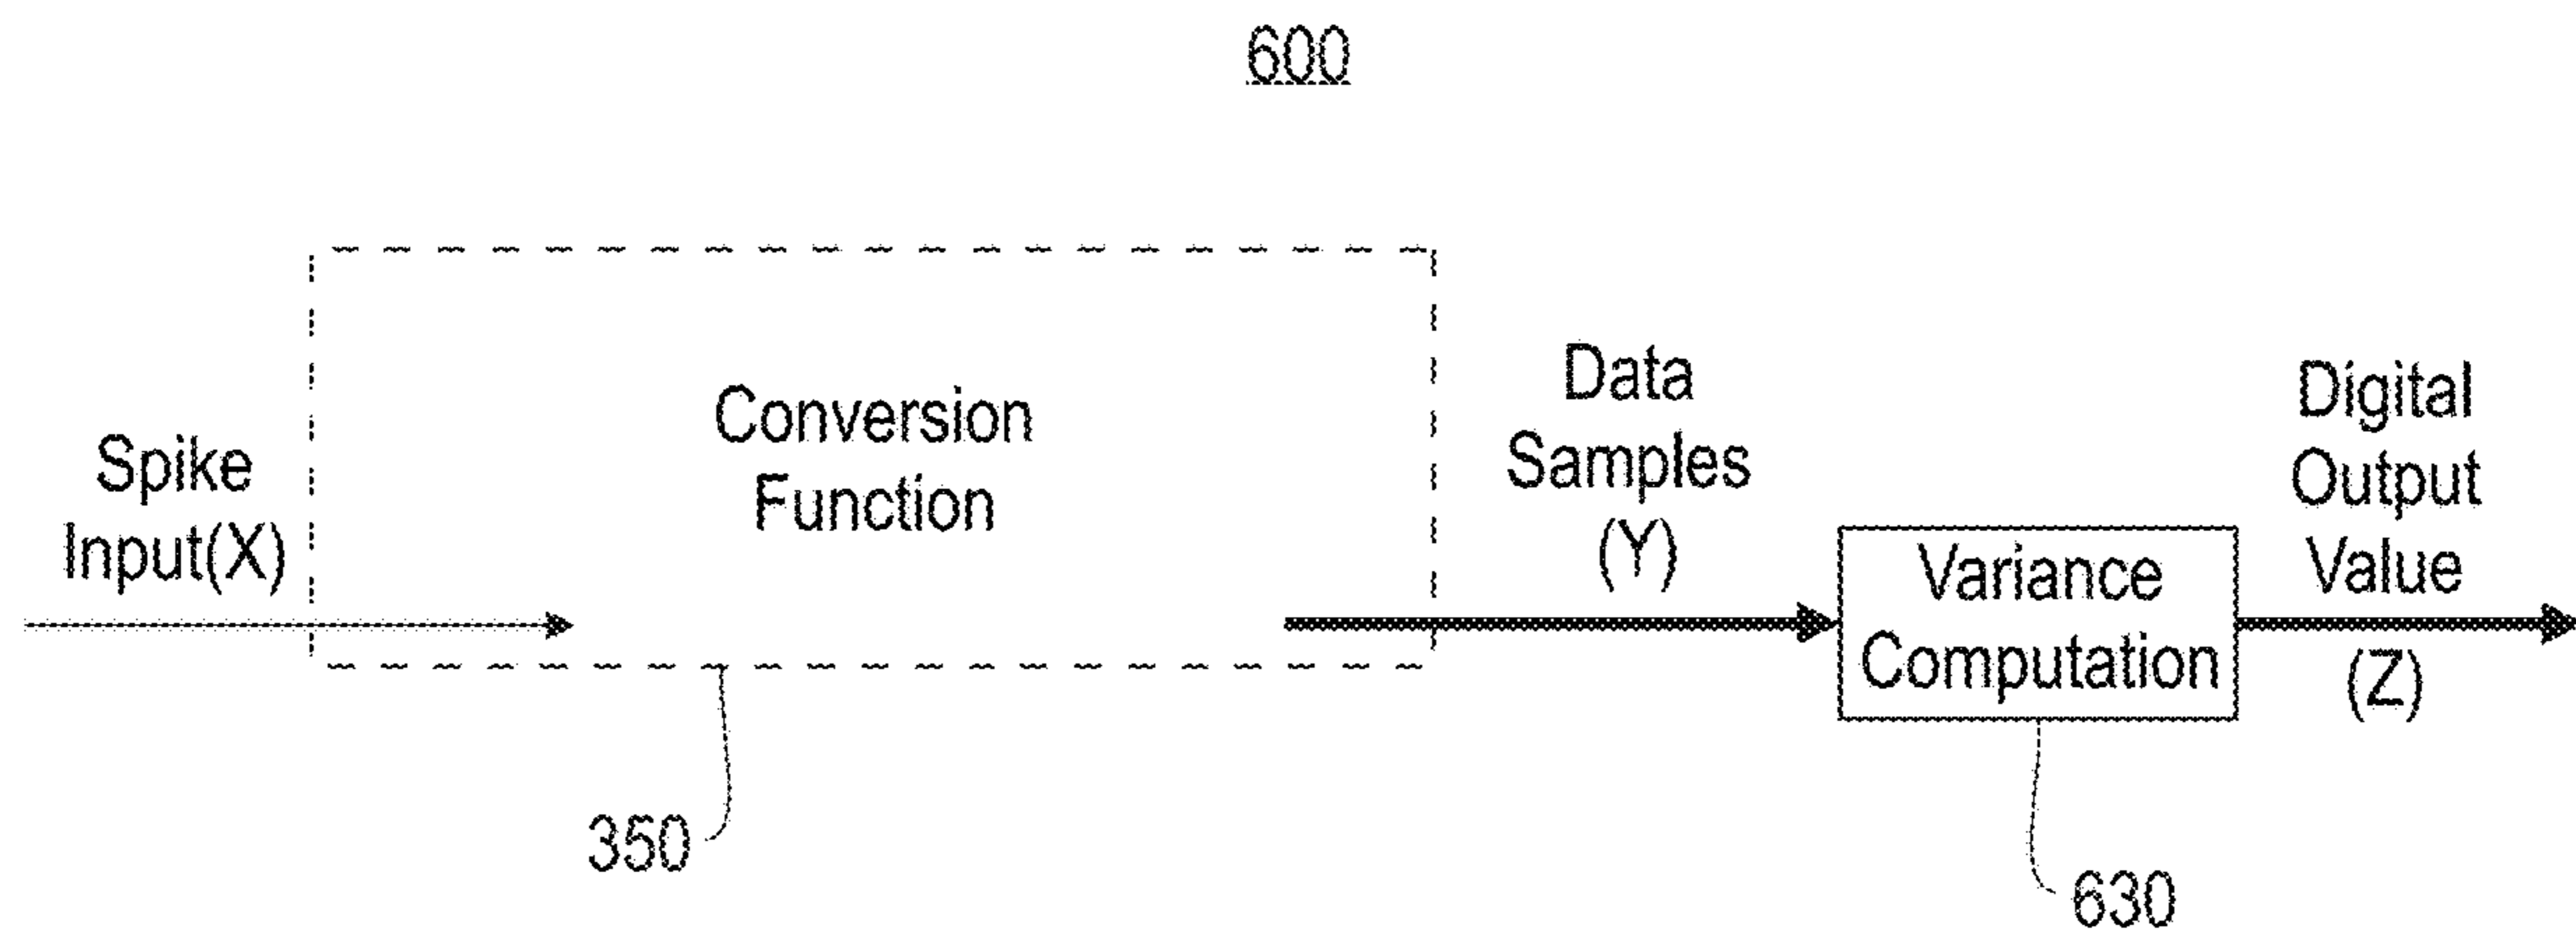 600
Spike
Input(X)
Conversion
Function
Data
Samples
(Y)
Variance
Computation
Digital
Output
Value
(Z)
350
630